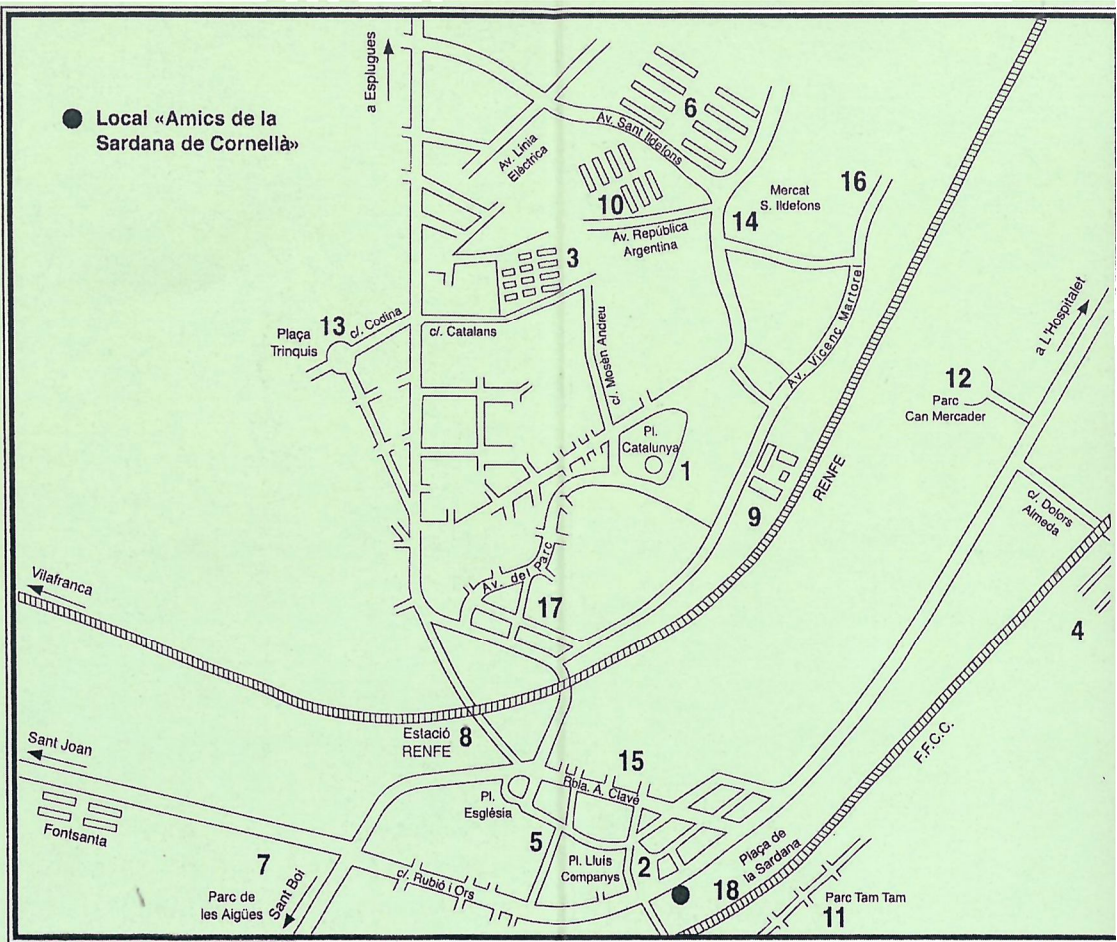 a Esplugues
Local «Amics de la
Sardana de Cornellà»
6
Av. Sant Ildefons
Av. Línia
Elèctrica
16
Mercat
S. Ildefons
10
14
Av. República
Argentina
3
Av. Vicenç Martorel
a L'Hospitalet
13
c/. Codina
Plaça
Trinquis
c/. Catalans
c/. Mosèn Andreu
12
Parc
Can Mercader
Pl.
Catalunya
1
RENFE
9
c/. Dolors
Almeda
Av. del Parc
Vilafranca
17
4
Estació
RENFE
8
F.F.C.C.
Sant Joan
15
Rbla. A. Clavé
Pl.
Església
Fontsanta
5
Plaça de
la Sardana
Pl. Lluís
Companys
2
7
c/. Rubió i Ors
18
Parc de
les Aigües
Sant Boi
Parc Tam Tam
11